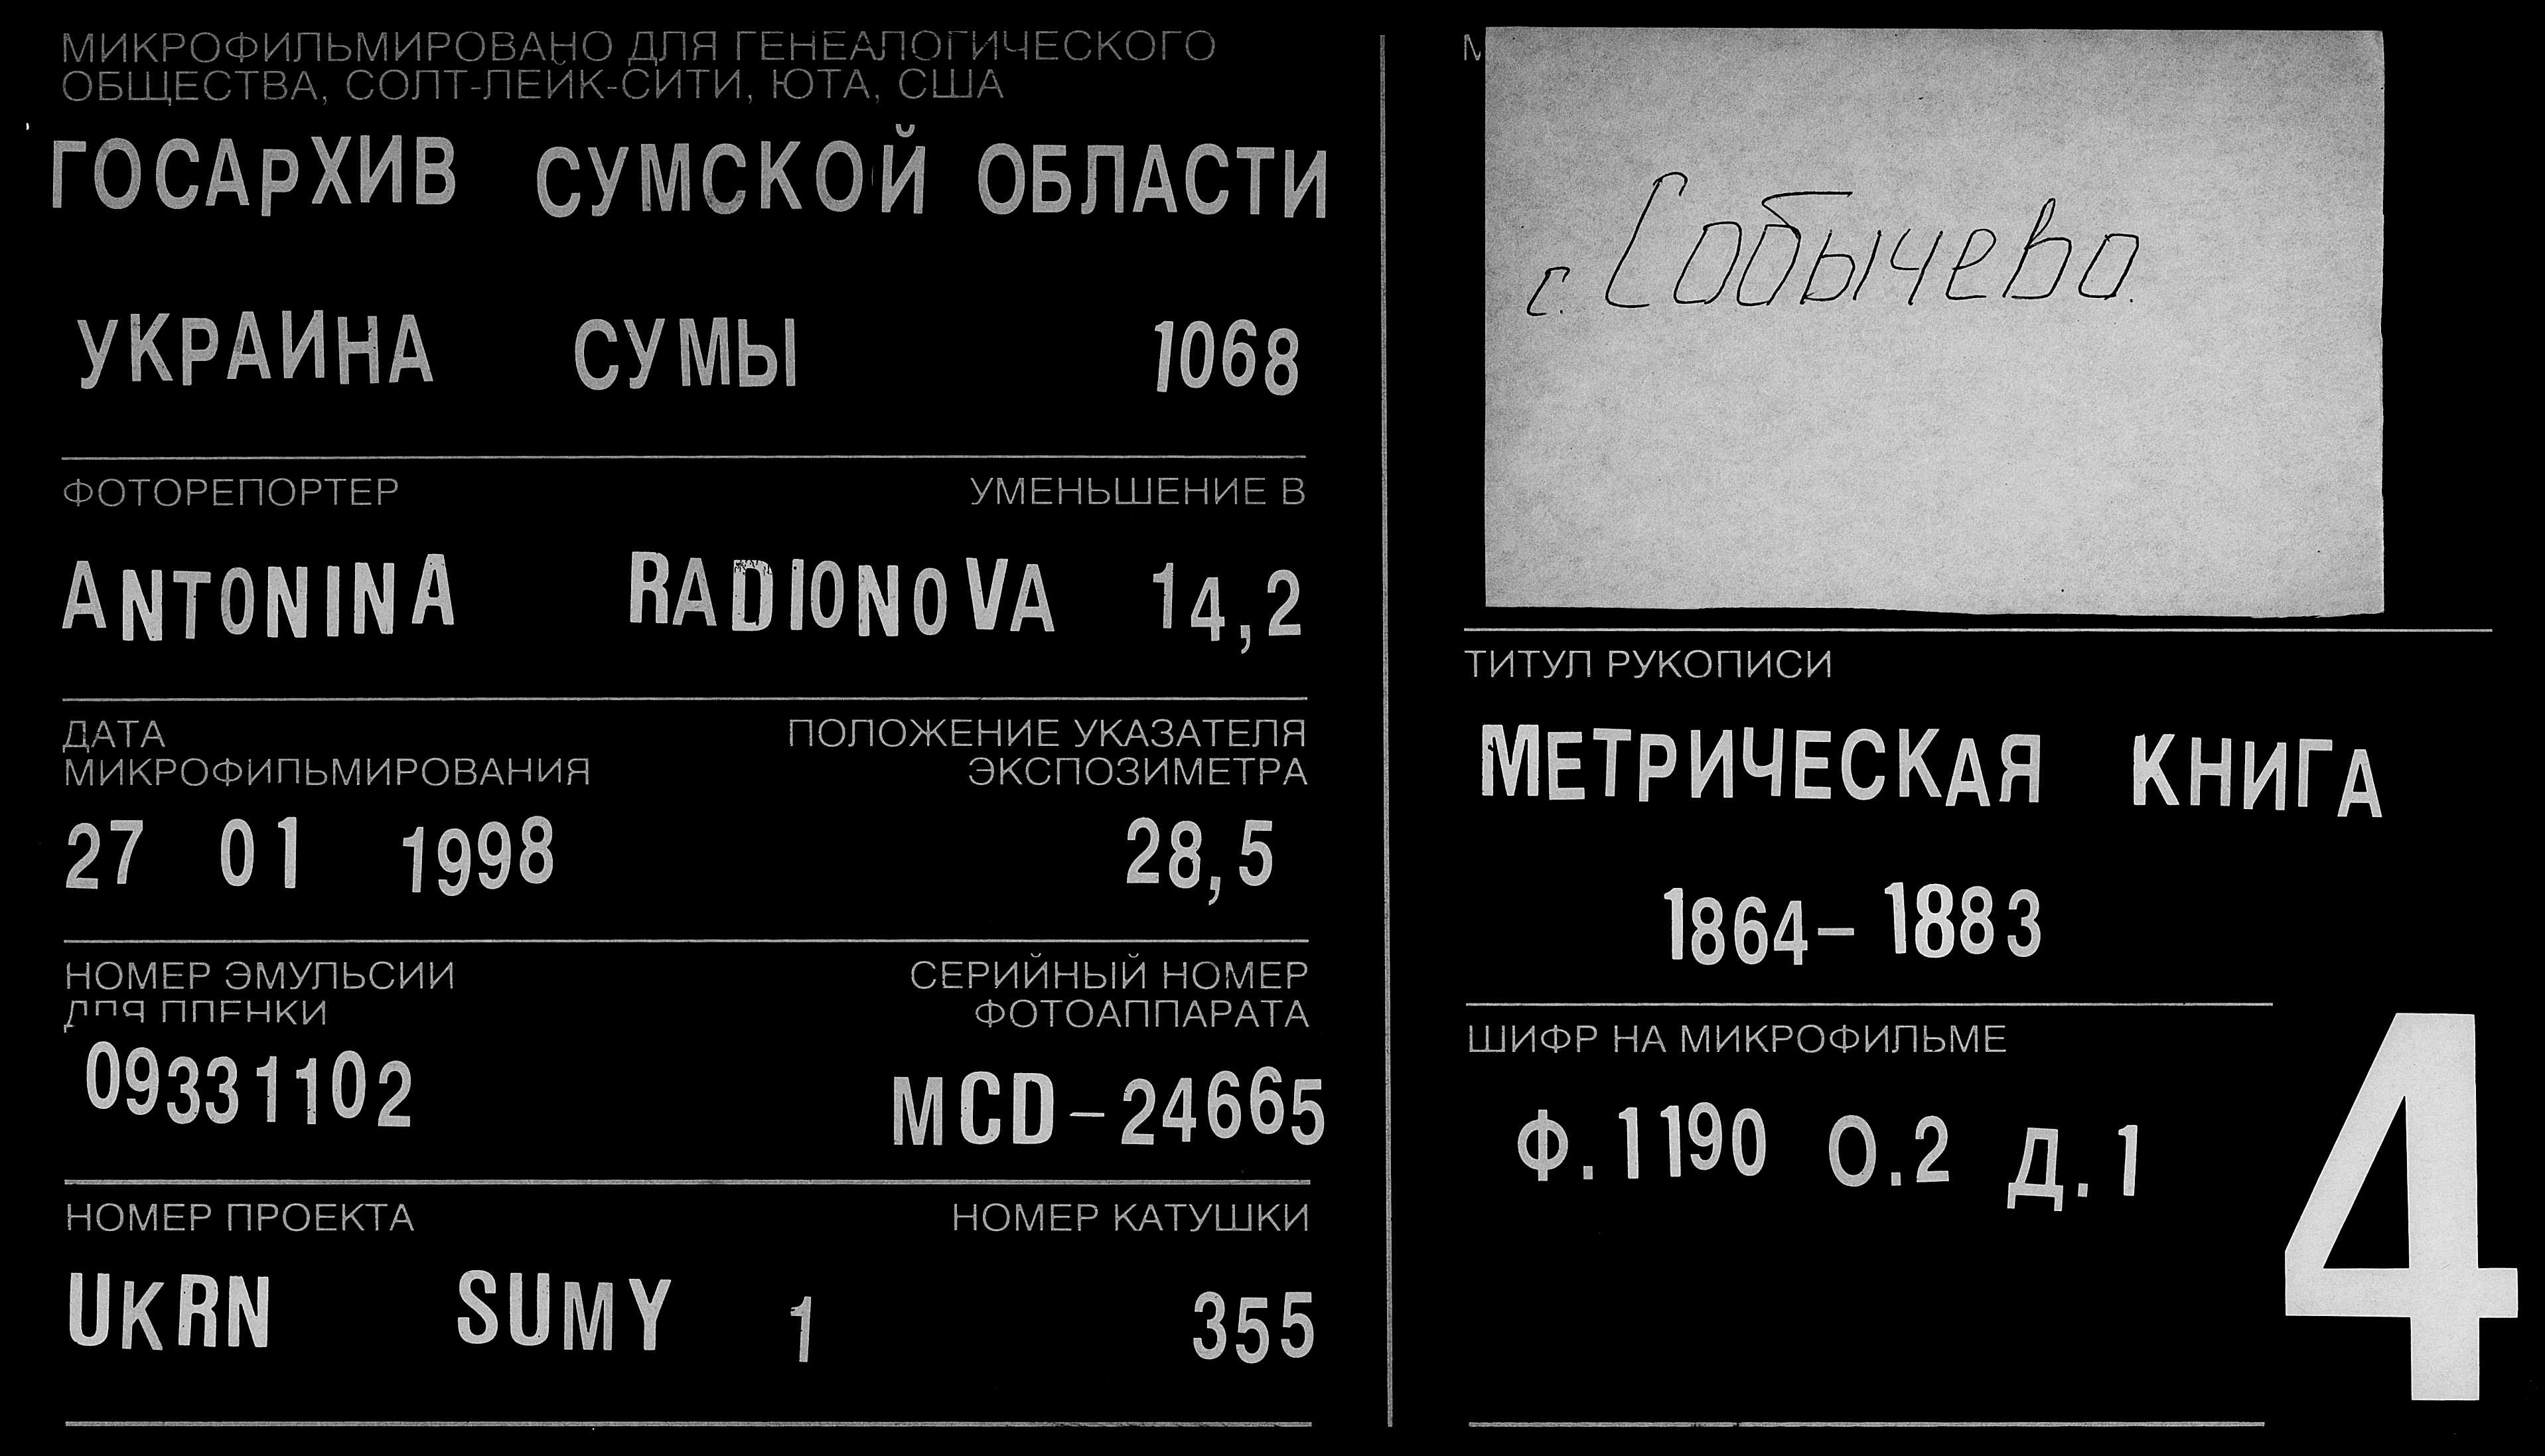 МИКРОФИЛЬМИРОВАНО ДЛЯ ГЕНЕАЛОГИЧЕСКОГО
ОБЩЕСТВА, СОЛТ-ЛЕЙК-СИТИ, ЮТА, США
ГОСАРХИВ СУМСКОЙ ОБЛАСТИ
УКРАИНА СУМЫ 1068
ФОТОРЕПОРТЕР УМЕНЬШЕНИЕ В
ANTONINA RADIONOVA 14,2
ДАТА
МИКРОФИЛЬМИРОВАНИЯ
ПОЛОЖЕНИЕ УКАЗАТЕЛЯ
ЭКСПОЗИМЕТРА
27 01 1998 28,5
НОМЕР ЭМУЛЬСИИ
ДЛЯ ПЛЕНКИ
СЕРИЙНЫЙ НОМЕР
ФОТОАППАРАТА
09331102 MCD-24665
НОМЕР ПРОЕКТА НОМЕР КАТУШКИ
UKRN SUMY 1 355
с. Собычево.
ТИТУЛ РУКОПИСИ
МЕТРИЧЕСКАЯ КНИГА
1864-1883
ШИФР НА МИКРОФИЛЬМЕ
Ф.1190 О.2 Д.1
4